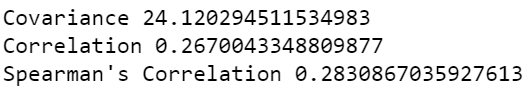 Covariance 24.120294511534983
Correlation 0.2670043348809877
Spearman's Correlation 0.2830867035927613